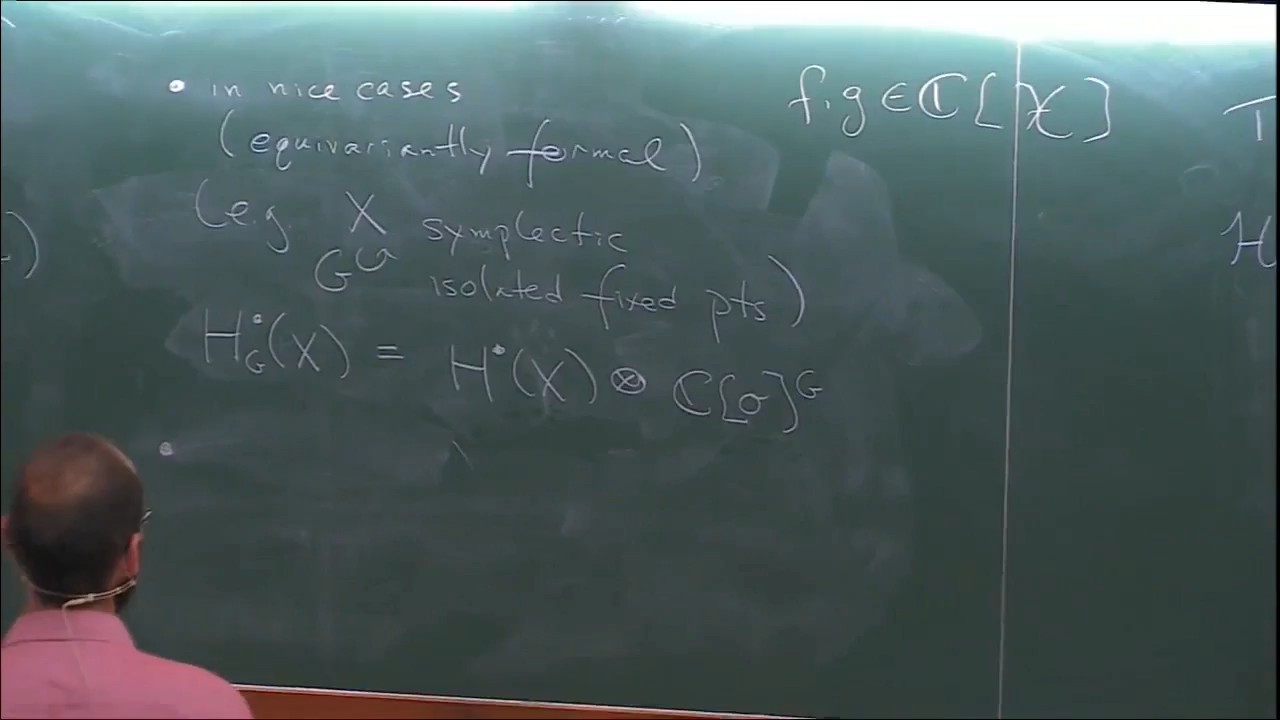 • in nice cases
(equivariantly formal)
(e.g. X symplectic
G ↻ isolated fixed pts)
H•_G(X) = H•(X) ⊗ ℂ[𝔤]^G
•
f, g ∈ ℂ[X]
T
H
)